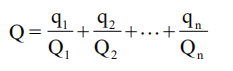 Q = q₁/Q₁ + q₂/Q₂ + … + qₙ/Qₙ